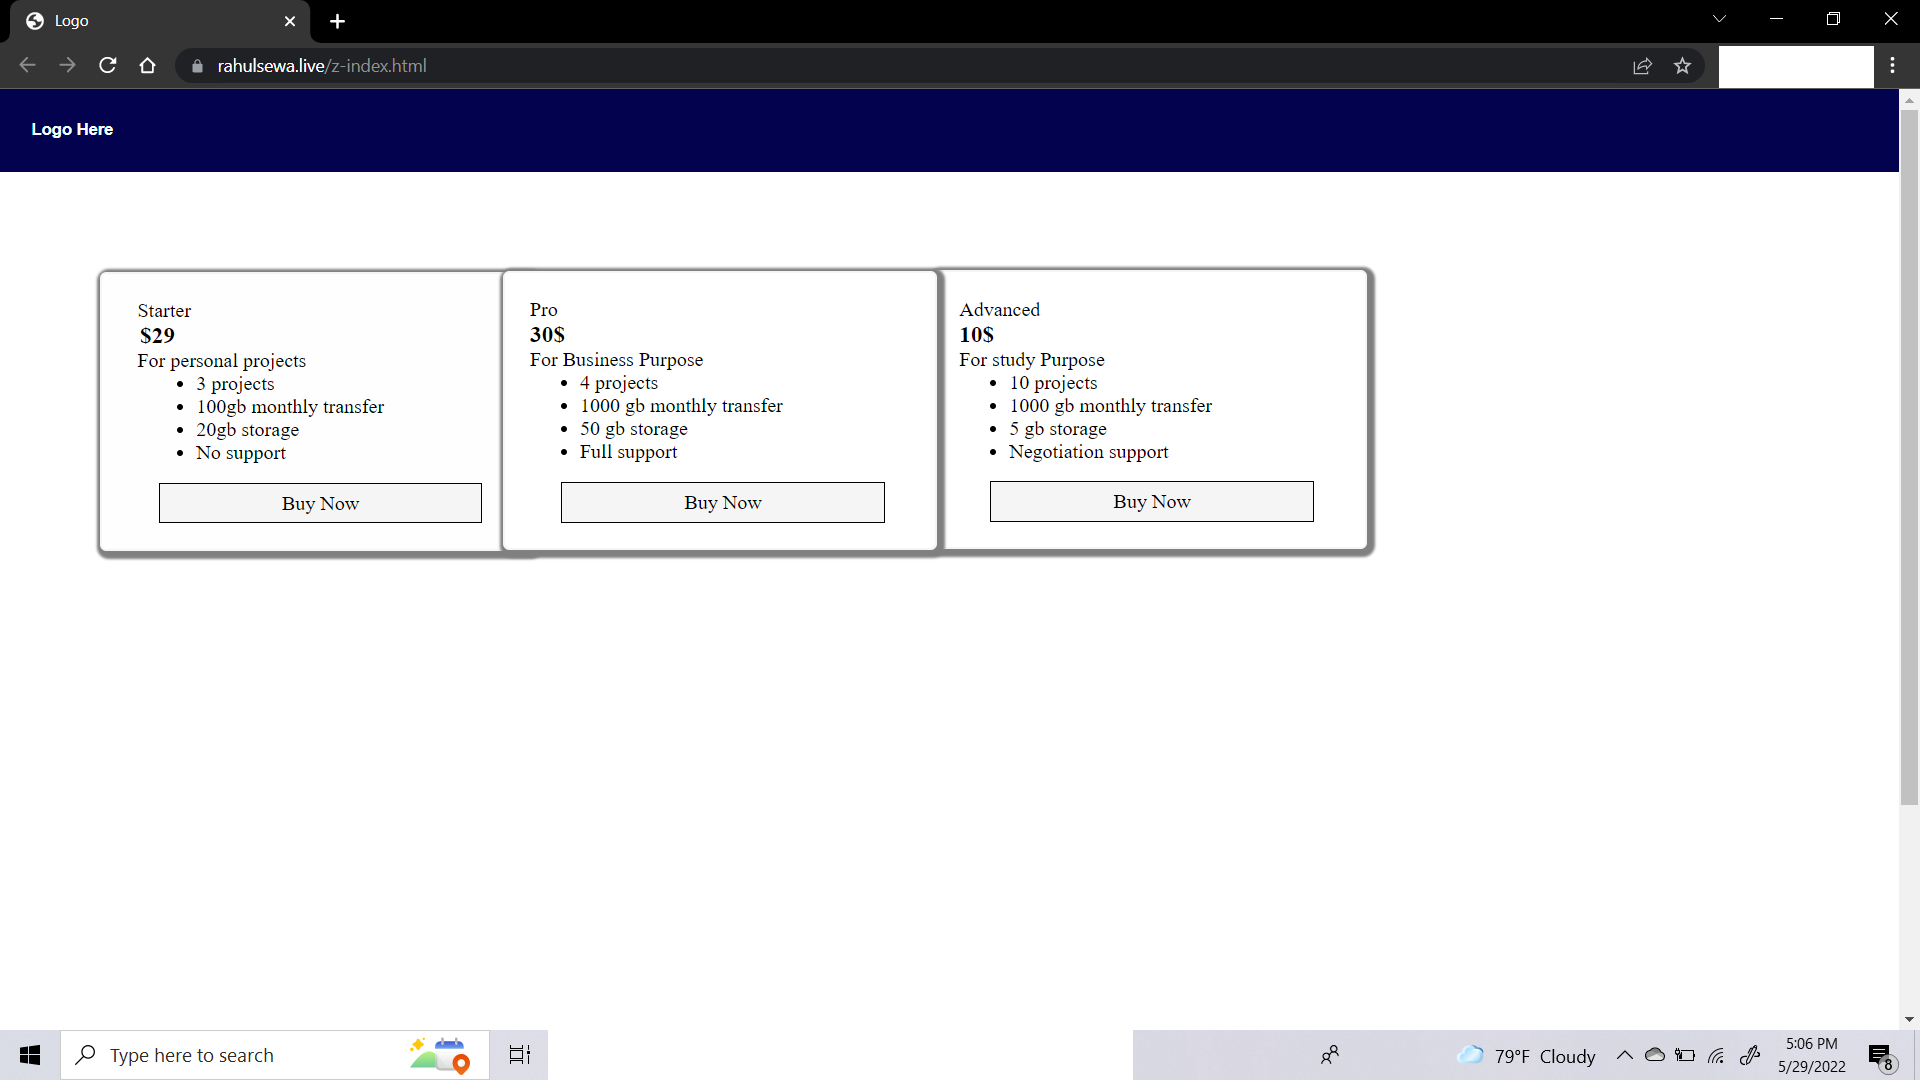 Logo
rahulsewa.live/z-index.html
Logo Here
Starter
$29
For personal projects
3 projects
100gb monthly transfer
20gb storage
No support
Buy Now
Pro
30$
For Business Purpose
4 projects
1000 gb monthly transfer
50 gb storage
Full support
Buy Now
Advanced
10$
For study Purpose
10 projects
1000 gb monthly transfer
5 gb storage
Negotiation support
Buy Now
Type here to search
79°F Cloudy
5:06 PM
5/29/2022
8